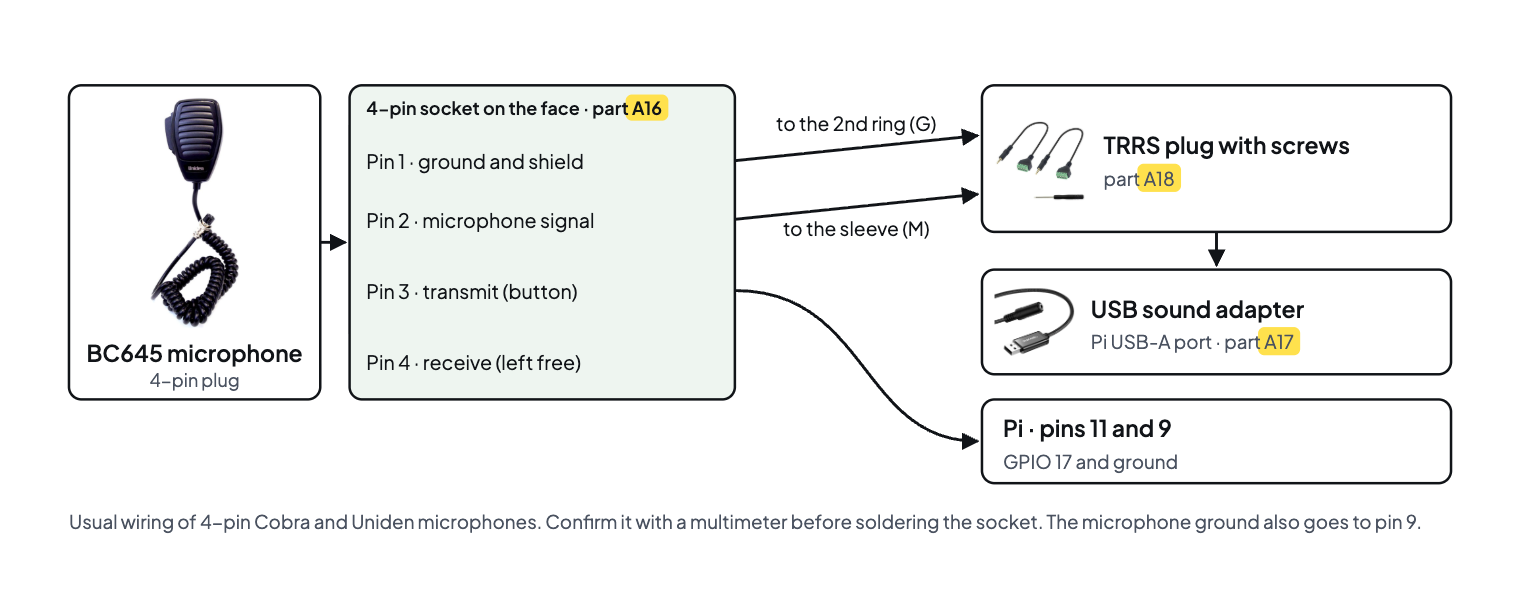 4-pin socket on the face · part A16
Pin 1 · ground and shield
Pin 2 · microphone signal
Pin 3 · transmit (button)
Pin 4 · receive (left free)
Uniden
BC645 microphone
4-pin plug
to the 2nd ring (G)
to the sleeve (M)
TRRS plug with screws
part A18
USB sound adapter
Pi USB-A port · part A17
Pi · pins 11 and 9
GPIO 17 and ground
Usual wiring of 4-pin Cobra and Uniden microphones. Confirm it with a multimeter before soldering the socket. The microphone ground also goes to pin 9.